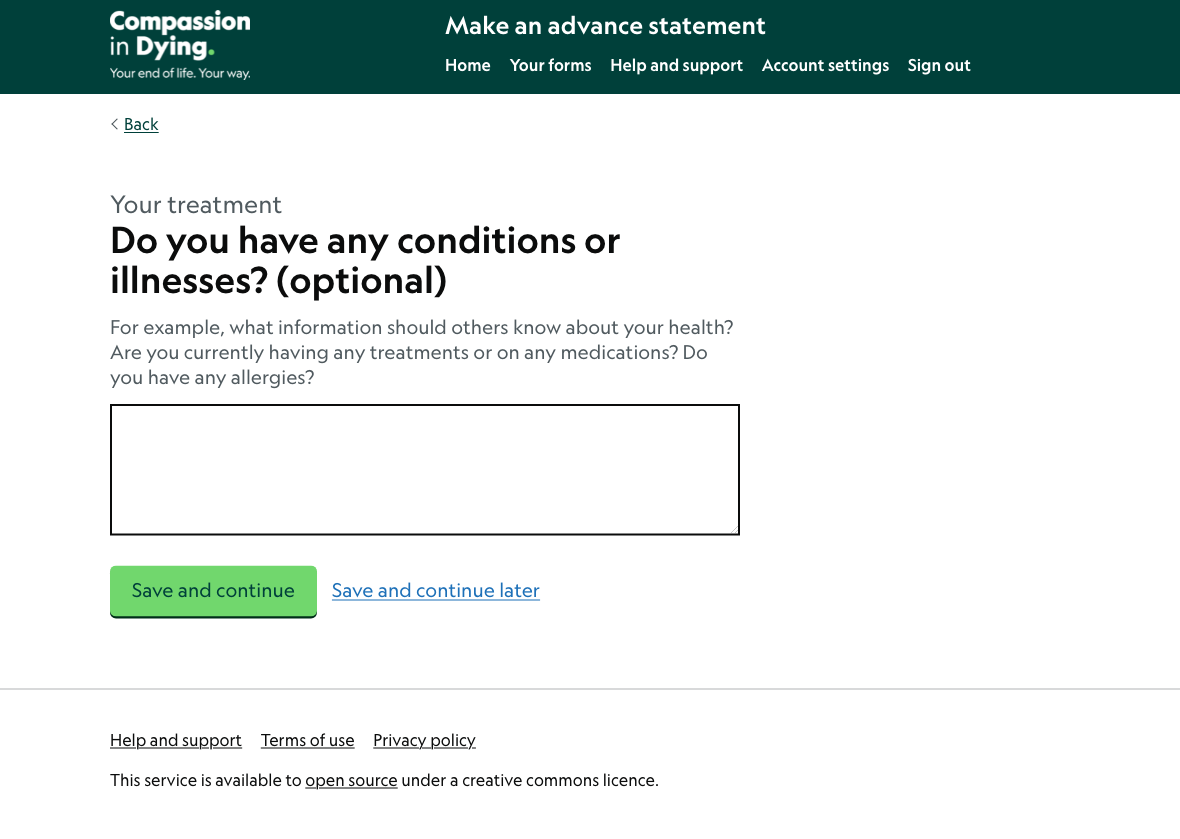 Compassion
in Dying.
Your end of life. Your way.
Make an advance statement
Home Your forms Help and support Account settings Sign out
Back
Your treatment
Do you have any conditions or
illnesses? (optional)
For example, what information should others know about your health?
Are you currently having any treatments or on any medications? Do
you have any allergies?
Save and continue Save and continue later
Help and support Terms of use Privacy policy
This service is available to open source under a creative commons licence.